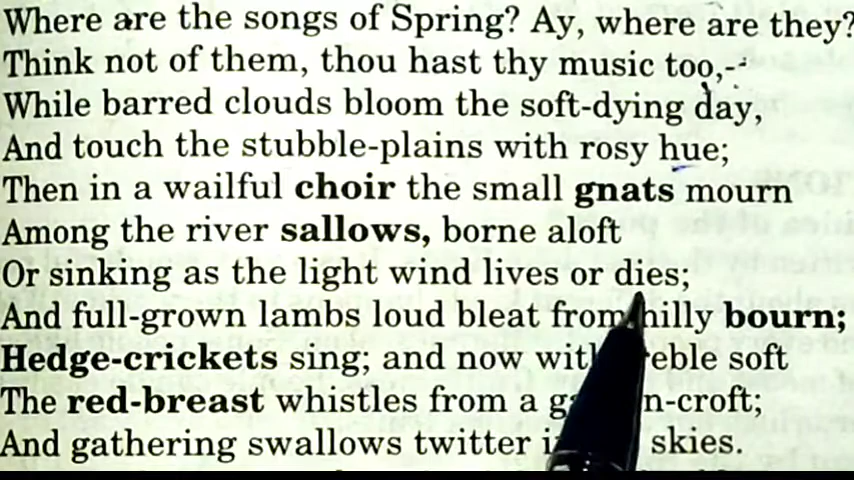 Where are the songs of Spring? Ay, where are they?
Think not of them, thou hast thy music too,-
While barred clouds bloom the soft-dying day,
And touch the stubble-plains with rosy hue;
Then in a wailful choir the small gnats mourn
Among the river sallows, borne aloft
Or sinking as the light wind lives or dies;
And full-grown lambs loud bleat from hilly bourn;
Hedge-crickets sing; and now with eble soft
The red-breast whistles from a g n-croft;
And gathering swallows twitter i skies.